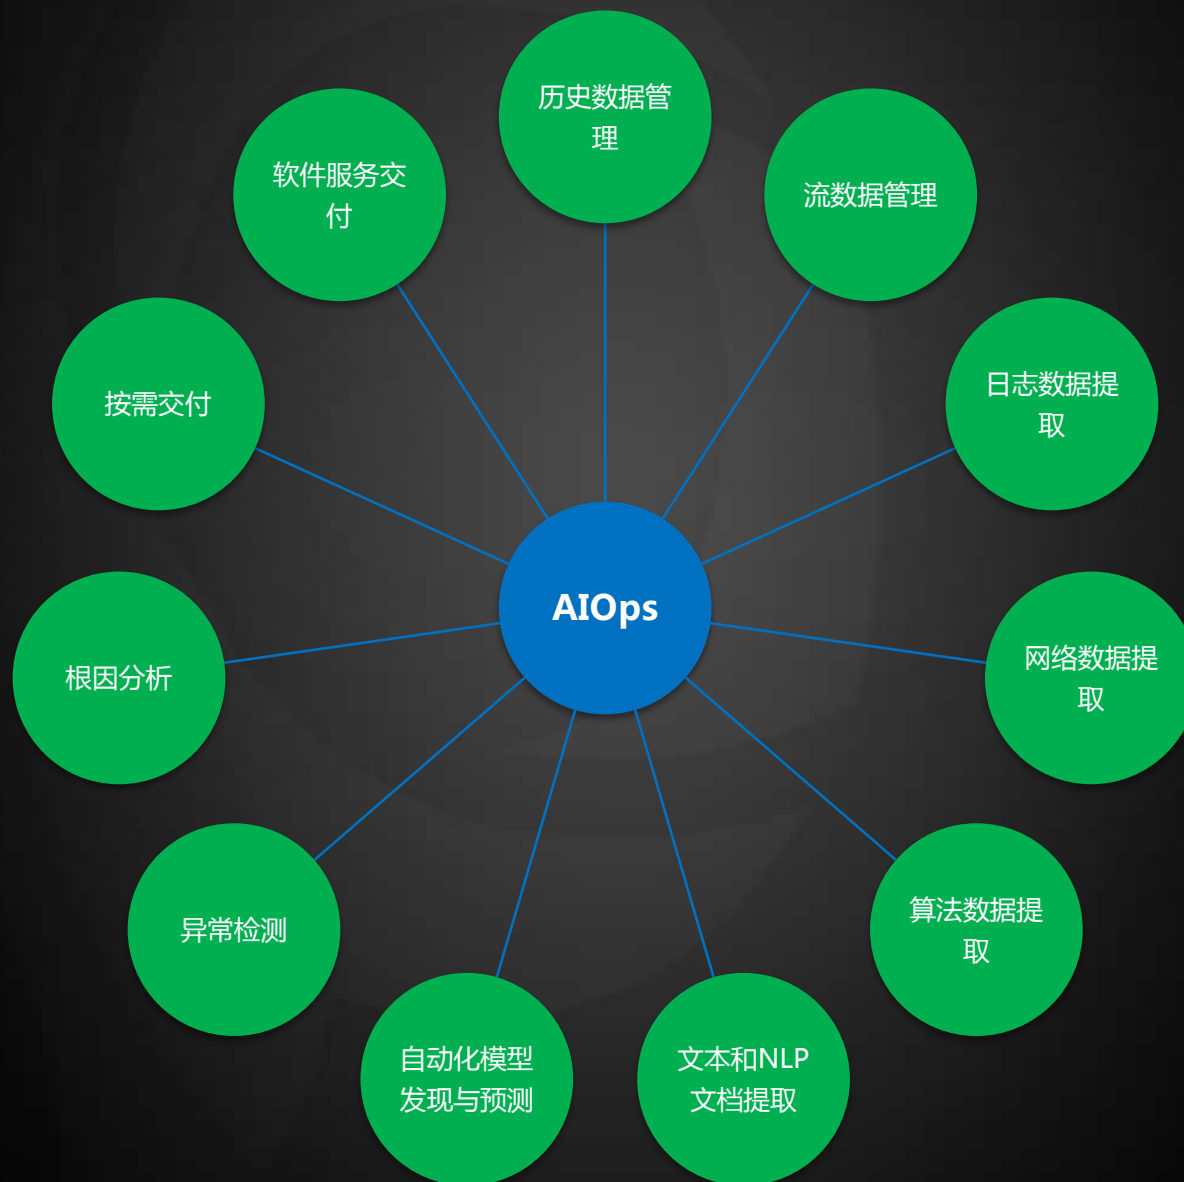 历史数据管
理
流数据管理
日志数据提
取
网络数据提
取
算法数据提
取
文本和NLP
文档提取
自动化模型
发现与预测
异常检测
根因分析
按需交付
软件服务交
付
AIOps